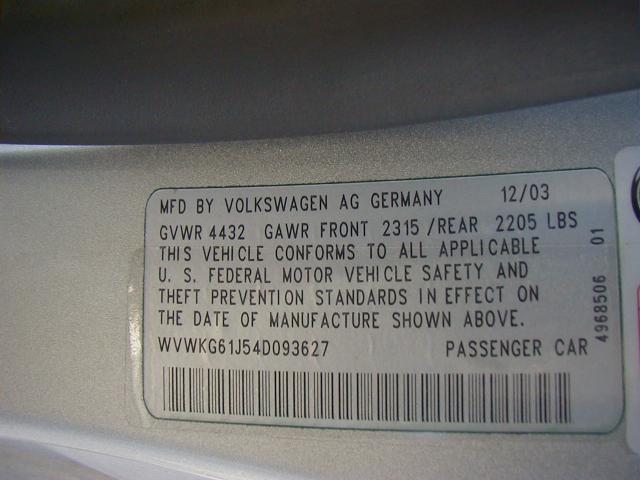 MFD BY VOLKSWAGEN AG GERMANY 12/03
GVWR 4432 GAWR FRONT 2315 /REAR 2205 LBS
THIS VEHICLE CONFORMS TO ALL APPLICABLE
U. S. FEDERAL MOTOR VEHICLE SAFETY AND
THEFT PREVENTION STANDARDS IN EFFECT ON
THE DATE OF MANUFACTURE SHOWN ABOVE.
WVWKG61J54D093627 PASSENGER CAR
4968506 01